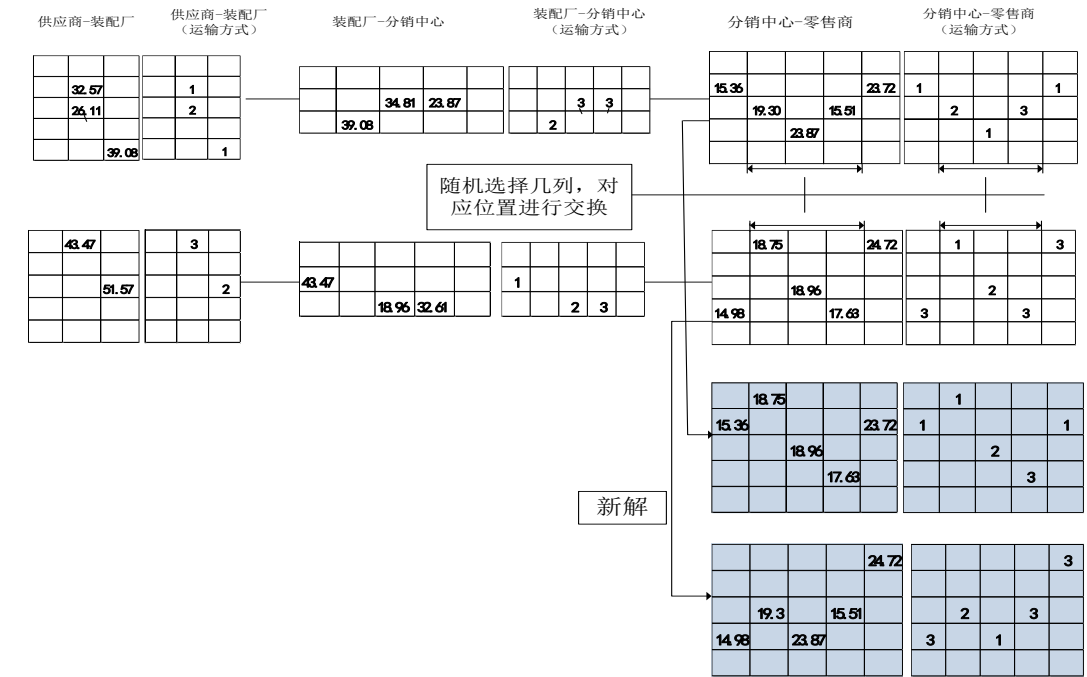 供应商-装配厂
供应商-装配厂
（运输方式）
装配厂-分销中心
装配厂-分销中心
（运输方式）
分销中心-零售商
分销中心-零售商
（运输方式）
32.57 1 15.36 23.72 1 1
26.11 2 34.81 23.87 3 3 19.30 15.51 2 3
39.08 2 23.87 1
39.08 1
随机选择几列，对
应位置进行交换
43.47 3 18.75 24.72 1 3
43.47 1
51.57 2 18.96 2
18.96 32.61 2 3 14.98 17.63 3 3
18.75 1
15.36 23.72 1 1
18.96 2
17.63 3
新解
24.72 3
19.3 15.51 2 3
14.98 23.87 3 1